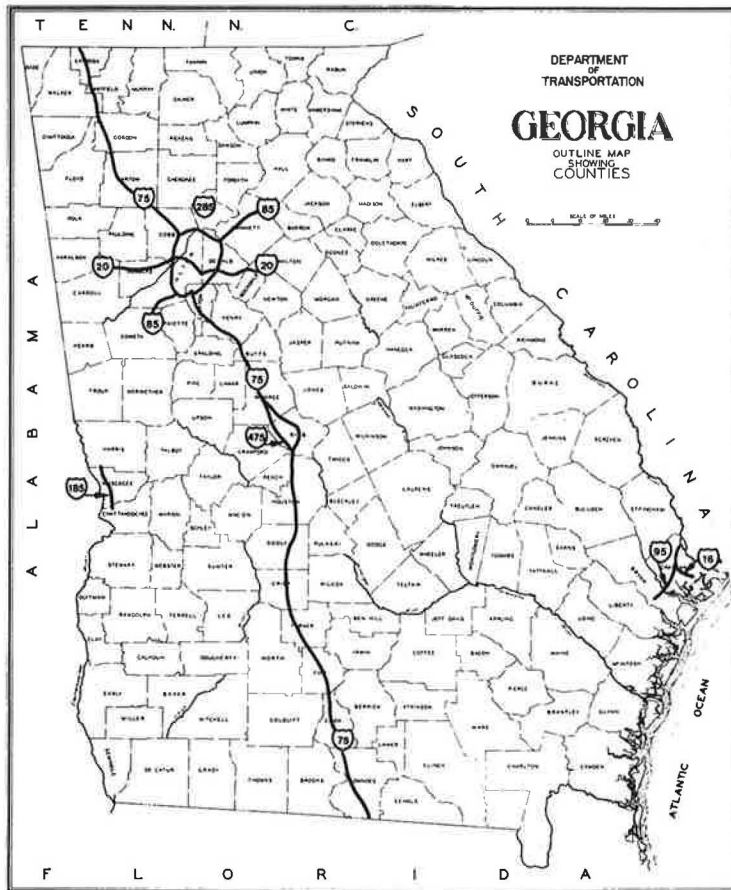 T E N N. N. C.
DEPARTMENT
OF
TRANSPORTATION
GEORGIA
OUTLINE MAP
SHOWING
COUNTIES
SCALE OF MILES
SOUTH CAROLINA
ALABAMA
FLORIDA
ATLANTIC OCEAN
WALKER MURRAY FANNIN UNION TOWNS RABUN
GILMER LUMPKIN WHITE HABERSHAM STEPHENS
CHATTOOGA GORDON PICKENS DAWSON
FLOYD CHEROKEE FORSYTH HALL BANKS FRANKLIN HART
75 285 85
JACKSON MADISON ELBERT
POLK PAULDING COBB BARROW CLARKE
OCONEE OGLETHORPE
HARALSON 20 20 WALTON WILKES LINCOLN
CARROLL NEWTON MORGAN GREENE COLUMBIA
85 FAYETTE HENRY WARREN RICHMOND
HEARD COWETA SPALDING BUTTS JASPER PUTNAM HANCOCK BURKE
75
TROUP MERIWETHER PIKE LAMAR MONROE JONES BALDWIN JEFFERSON
UPSON WASHINGTON
475 WILKINSON JENKINS SCREVEN
HARRIS TALBOT CRAWFORD TWIGGS JOHNSON
185 TAYLOR PEACH LAURENS EMANUEL
CHATTAHOOCHEE MARION MACON HOUSTON BLECKLEY TREUTLEN CANDLER BULLOCH EFFINGHAM
SCHLEY
STEWART WEBSTER SUMTER DOOLY PULASKI DODGE WHEELER MONTGOMERY TOOMBS EVANS BRYAN 95 16
QUITMAN CRISP WILCOX TELFAIR TATTNALL
RANDOLPH TERRELL LEE LIBERTY
CLAY TURNER BEN HILL JEFF DAVIS APPLING LONG
CALHOUN DOUGHERTY WORTH IRWIN COFFEE BACON WAYNE McINTOSH
EARLY BAKER BERRIEN ATKINSON PIERCE
MILLER MITCHELL COLQUITT WARE BRANTLEY GLYNN
75 LANIER
SEMINOLE DECATUR GRADY THOMAS BROOKS LOWNDES CLINCH CHARLTON CAMDEN
ECHOLS